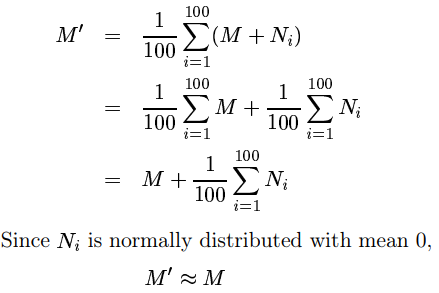 M′ = 1/100 ∑_{i=1}^{100} (M + N_i)
= 1/100 ∑_{i=1}^{100} M + 1/100 ∑_{i=1}^{100} N_i
= M + 1/100 ∑_{i=1}^{100} N_i
Since N_i is normally distributed with mean 0,
M′ ≈ M